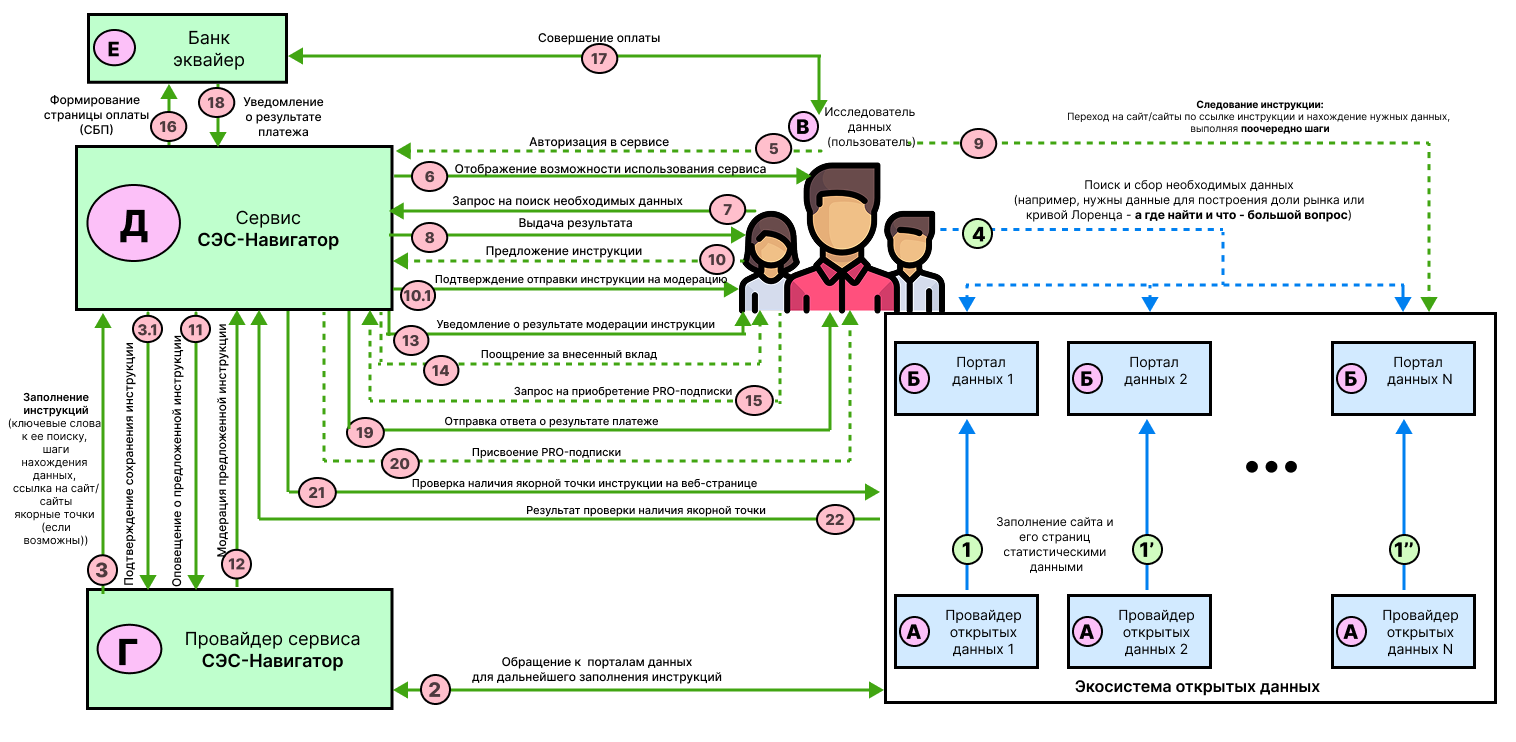 Е
Банк
эквайер
Совершение оплаты
17
Формирование
страницы оплаты
(СБП)
16
18
Уведомления
о результате
платежа
В
Исследователь
данных
(пользователь)
Авторизация в сервисе
5
9
Следование инструкции:
Переход на сайт/сайты по ссылке инструкции и нахождение нужных данных,
выполняя поочередно шаги
Д
Сервис
СЭС-Навигатор
6
Отображение возможности использования сервиса
Запрос на поиск необходимых данных
7
8
Выдача результата
Предложение инструкции
10
Подтверждение отправки инструкции на модерацию
10.1
4
Поиск и сбор необходимых данных
(например, нужны данные для построения доли рынка или
кривой Лоренца - а где найти и что - большой вопрос)
Уведомление о результате модерации инструкции
13
Поощрение за внесенный вклад
14
Запрос на приобретение PRO-подписки
15
Отправка ответа о результате платеже
19
Присвоение PRO-подписки
20
Проверка наличия якорной точки инструкции на веб-странице
21
Результат проверки наличия якорной точки
22
3.1
11
Заполнение
инструкций
(ключевые слова
к ее поиску,
шаги
нахождения
данных,
ссылка на сайт/
сайты
якорные точки
(если
возможны))
3
Подтверждение сохранения инструкции
Оповещение о предложенной инструкции
Модерация предложенной инструкции
12
Г
Провайдер сервиса
СЭС-Навигатор
Обращение к порталам данных
для дальнейшего заполнения инструкций
2
Б
Портал
данных 1
Б
Портал
данных 2
Б
Портал
данных N
Заполнение сайта и
его страниц
статистическими
данными
1
1'
1''
А
Провайдер
открытых
данных 1
А
Провайдер
открытых
данных 2
А
Провайдер
открытых
данных N
Экосистема открытых данных